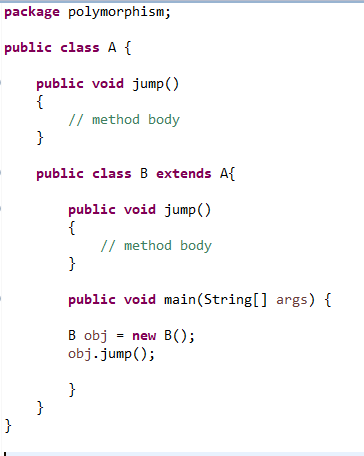 package polymorphism;
public class A {
public void jump()
{
// method body
}
public class B extends A{
public void jump()
{
// method body
}
public void main(String[] args) {
B obj = new B();
obj.jump();
}
}
}